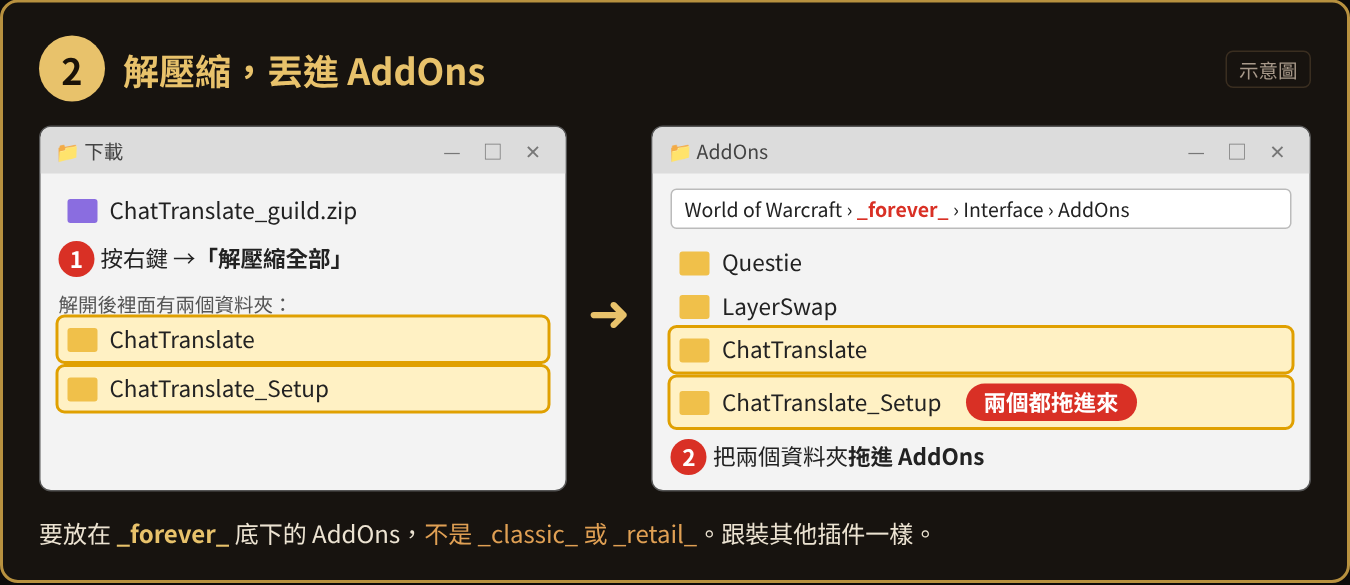 2 解壓縮，丟進 AddOns
示意圖
📁 下載 — □ ✕
ChatTranslate_guild.zip
1 按右鍵 →「解壓縮全部」
解開後裡面有兩個資料夾：
ChatTranslate
ChatTranslate_Setup
➜
📁 AddOns — □ ✕
World of Warcraft › _forever_ › Interface › AddOns
Questie
LayerSwap
ChatTranslate
ChatTranslate_Setup 兩個都拖進來
2 把兩個資料夾拖進 AddOns
要放在 _forever_ 底下的 AddOns，不是 _classic_ 或 _retail_。跟裝其他插件一樣。